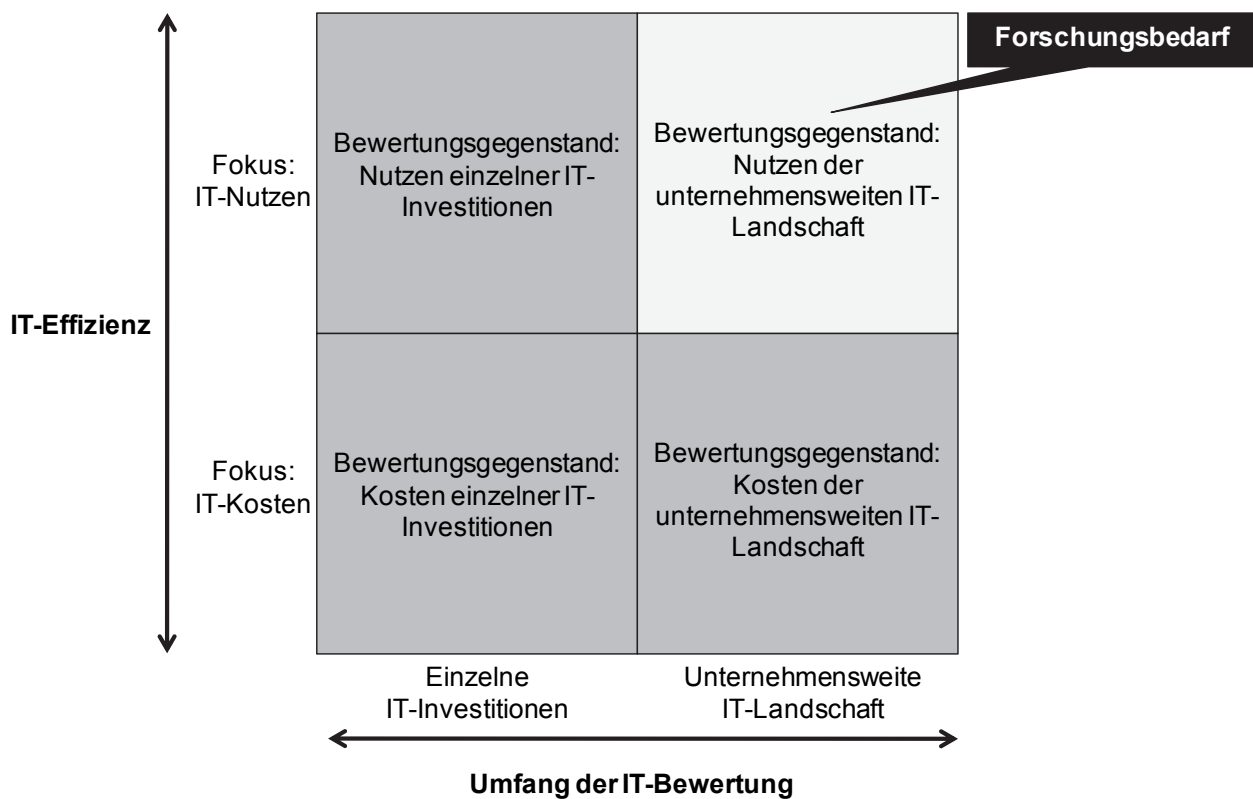 Forschungsbedarf
Fokus:
IT-Nutzen
Bewertungsgegenstand:
Nutzen einzelner IT-
Investitionen
Bewertungsgegenstand:
Nutzen der
unternehmensweiten IT-
Landschaft
IT-Effizienz
Fokus:
IT-Kosten
Bewertungsgegenstand:
Kosten einzelner IT-
Investitionen
Bewertungsgegenstand:
Kosten der
unternehmensweiten IT-
Landschaft
Einzelne
IT-Investitionen
Unternehmensweite
IT-Landschaft
Umfang der IT-Bewertung